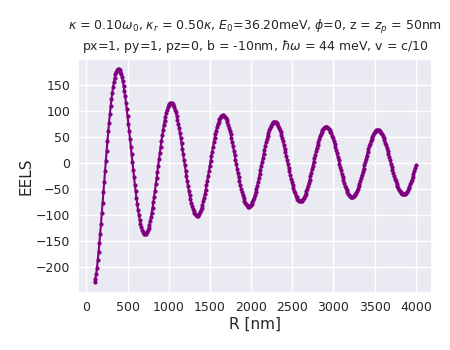 κ = 0.10ω₀, κᵣ = 0.50κ, E₀=36.20meV, ϕ=0, z = zₚ = 50nm
px=1, py=1, pz=0, b = -10nm, ℏω = 44 meV, v = c/10
150
100
50
0
−50
−100
−150
−200
EELS
0 500 1000 1500 2000 2500 3000 3500 4000
R [nm]